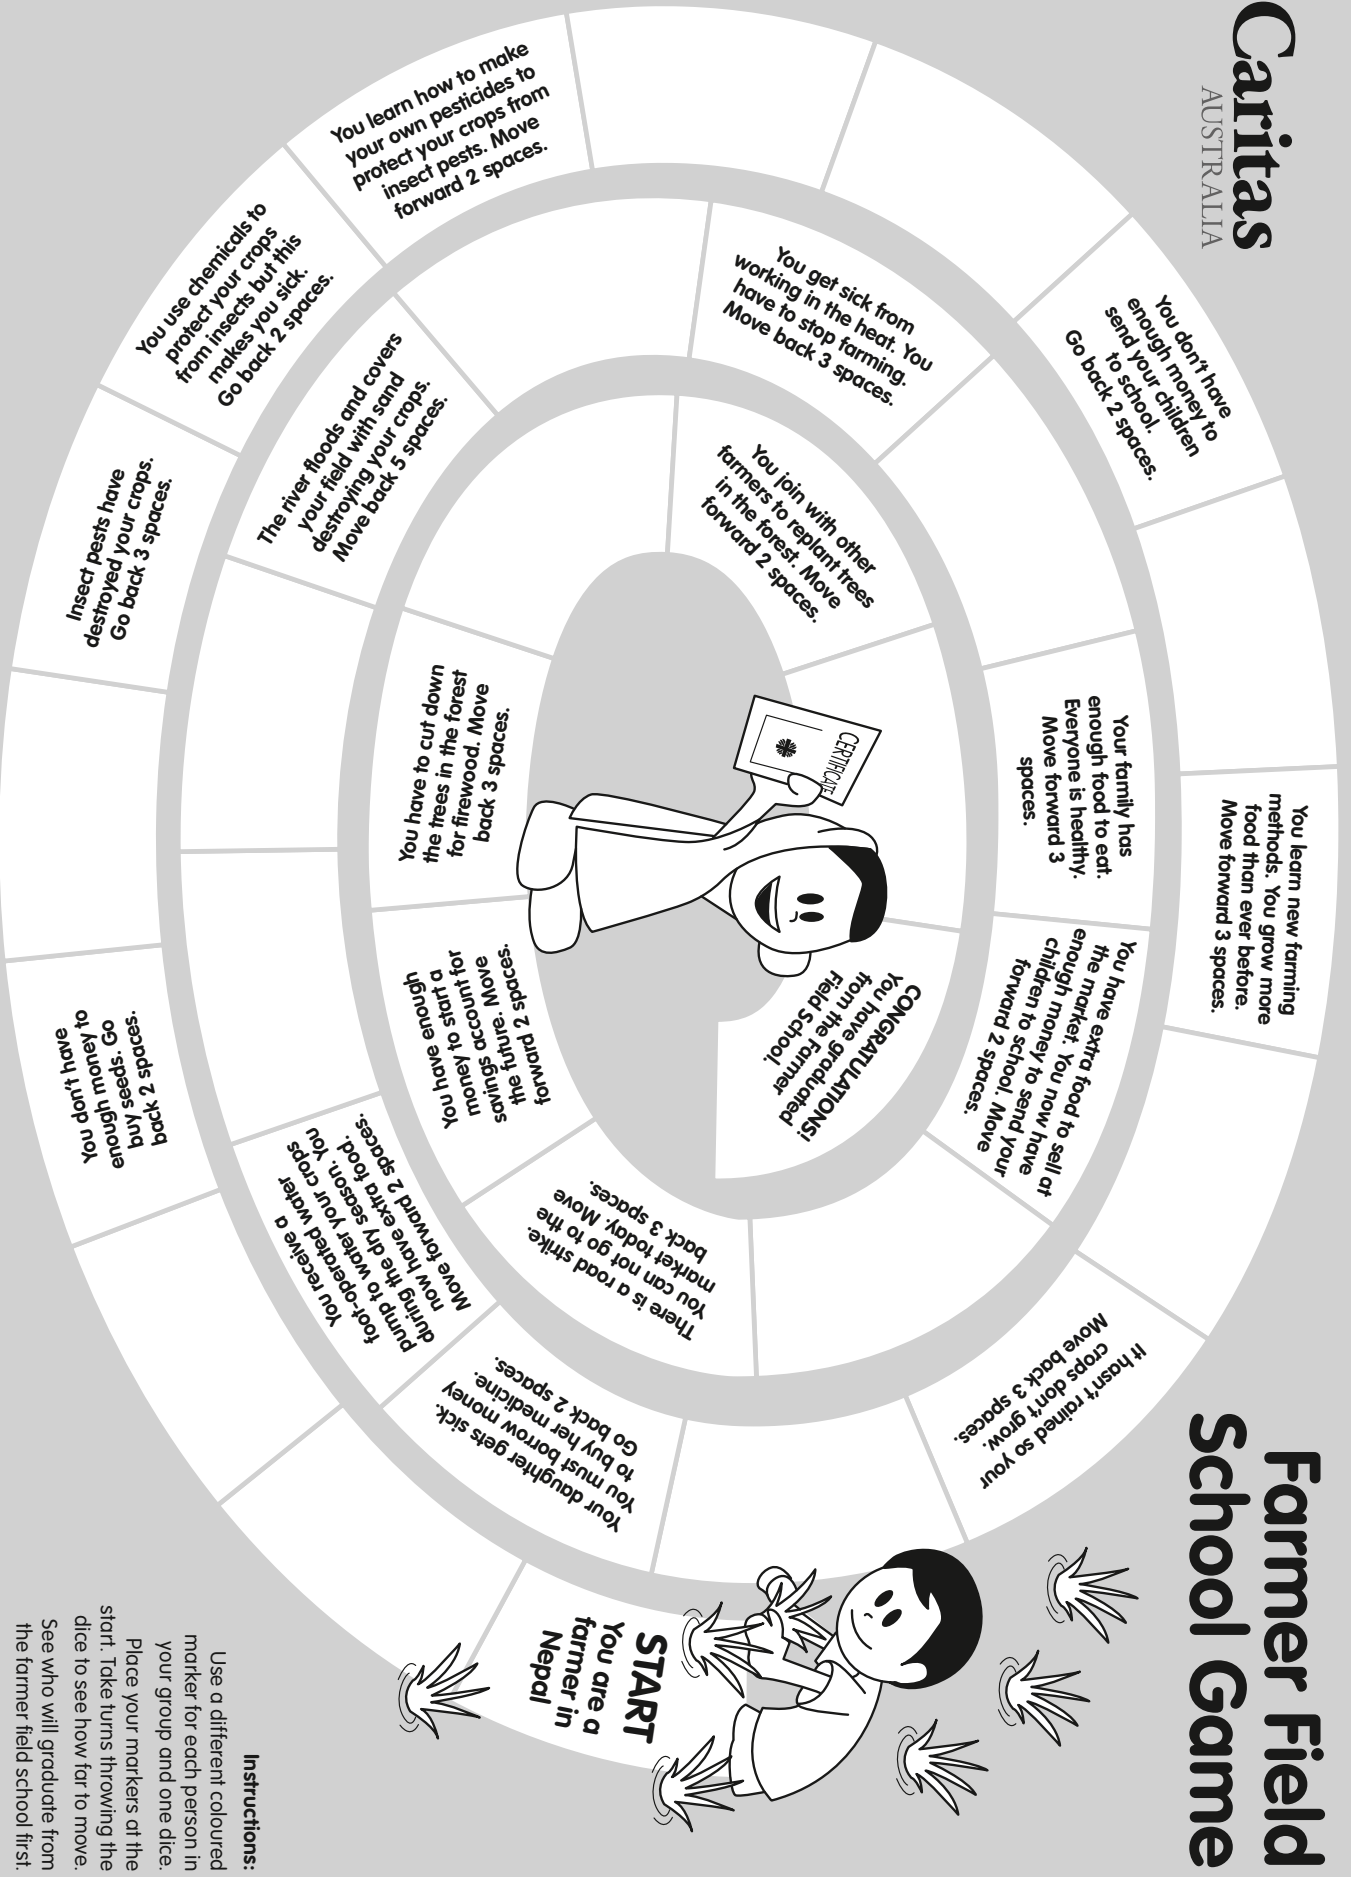 Caritas
AUSTRALIA
Farmer Field
School Game
Instructions:
Use a different coloured
marker for each person in
your group and one dice.
Place your markers at the
start. Take turns throwing the
dice to see how far to move.
See who will graduate from
the farmer field school first.
START
You are a
farmer in
Nepal
You don't have
enough money to
buy seeds. Go
back 2 spaces.
Insect pests have
destroyed your crops.
Go back 3 spaces.
You use chemicals to
protect your crops
from insects but this
makes you sick.
Go back 2 spaces.
You learn how to make
your own pesticides to
protect your crops from
insect pests. Move
forward 2 spaces.
You don't have
enough money to
send your children
to school.
Go back 2 spaces.
You learn new farming
methods. You grow more
food than ever before.
Move forward 3 spaces.
It hasn't rained so your
crops don't grow.
Move back 3 spaces.
Your daughter gets sick.
You must borrow money
to buy her medicine.
Go back 2 spaces.
You receive a
foot-operated water
pump to water your crops
during the dry season. You
now have extra food.
Move forward 2 spaces.
The river floods and covers
your field with sand
destroying your crops.
Move back 5 spaces.
You get sick from
working in the heat. You
have to stop farming.
Move back 3 spaces.
Your family has
enough food to eat.
Everyone is healthy.
Move forward 3
spaces.
You have extra food to sell at
the market. You now have
enough money to send your
children to school. Move
forward 2 spaces.
There is a road strike.
You can not go to the
market today. Move
back 3 spaces.
You have enough
money to start a
savings account for
the future. Move
forward 2 spaces.
You have to cut down
the trees in the forest
for firewood. Move
back 3 spaces.
You join with other
farmers to replant trees
in the forest. Move
forward 2 spaces.
CERTIFICATE
CONGRATULATIONS!
You have graduated
from the Farmer
Field School.